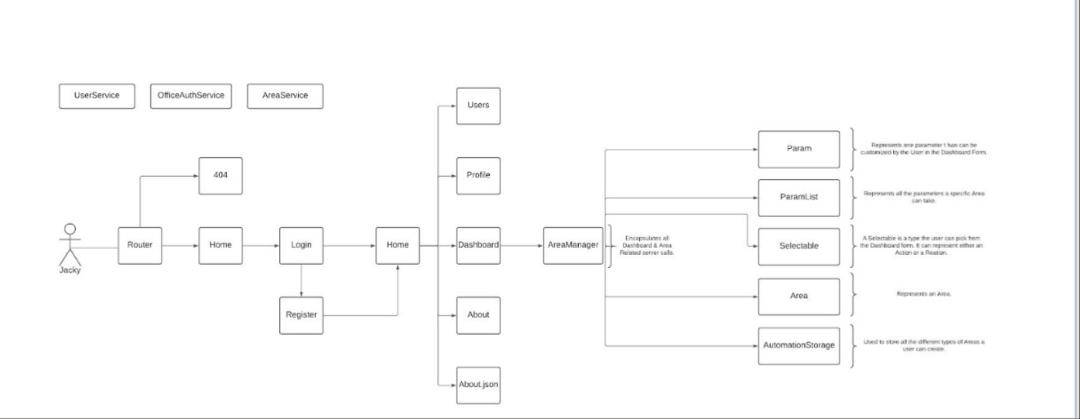 UserService
OfficeAuthService
AreaService
Users
404
Profile
Jacky
Router
Home
Login
Home
Dashboard
AreaManager
Encapsulates all
Dashboard & Area
Related server calls.
Register
About
About.json
Param
Represents one parameter t has can be
customized by the User in the Dashboard Form.
ParamList
Represents all the parameters a specific Area
can take.
Selectable
A Selectable is a type the user can pick from
the Dashboard form. It can represent either an
Action or a Reation.
Area
Represents an Area.
AutomationStorage
Used to store all the different types of Areas a
user can create.